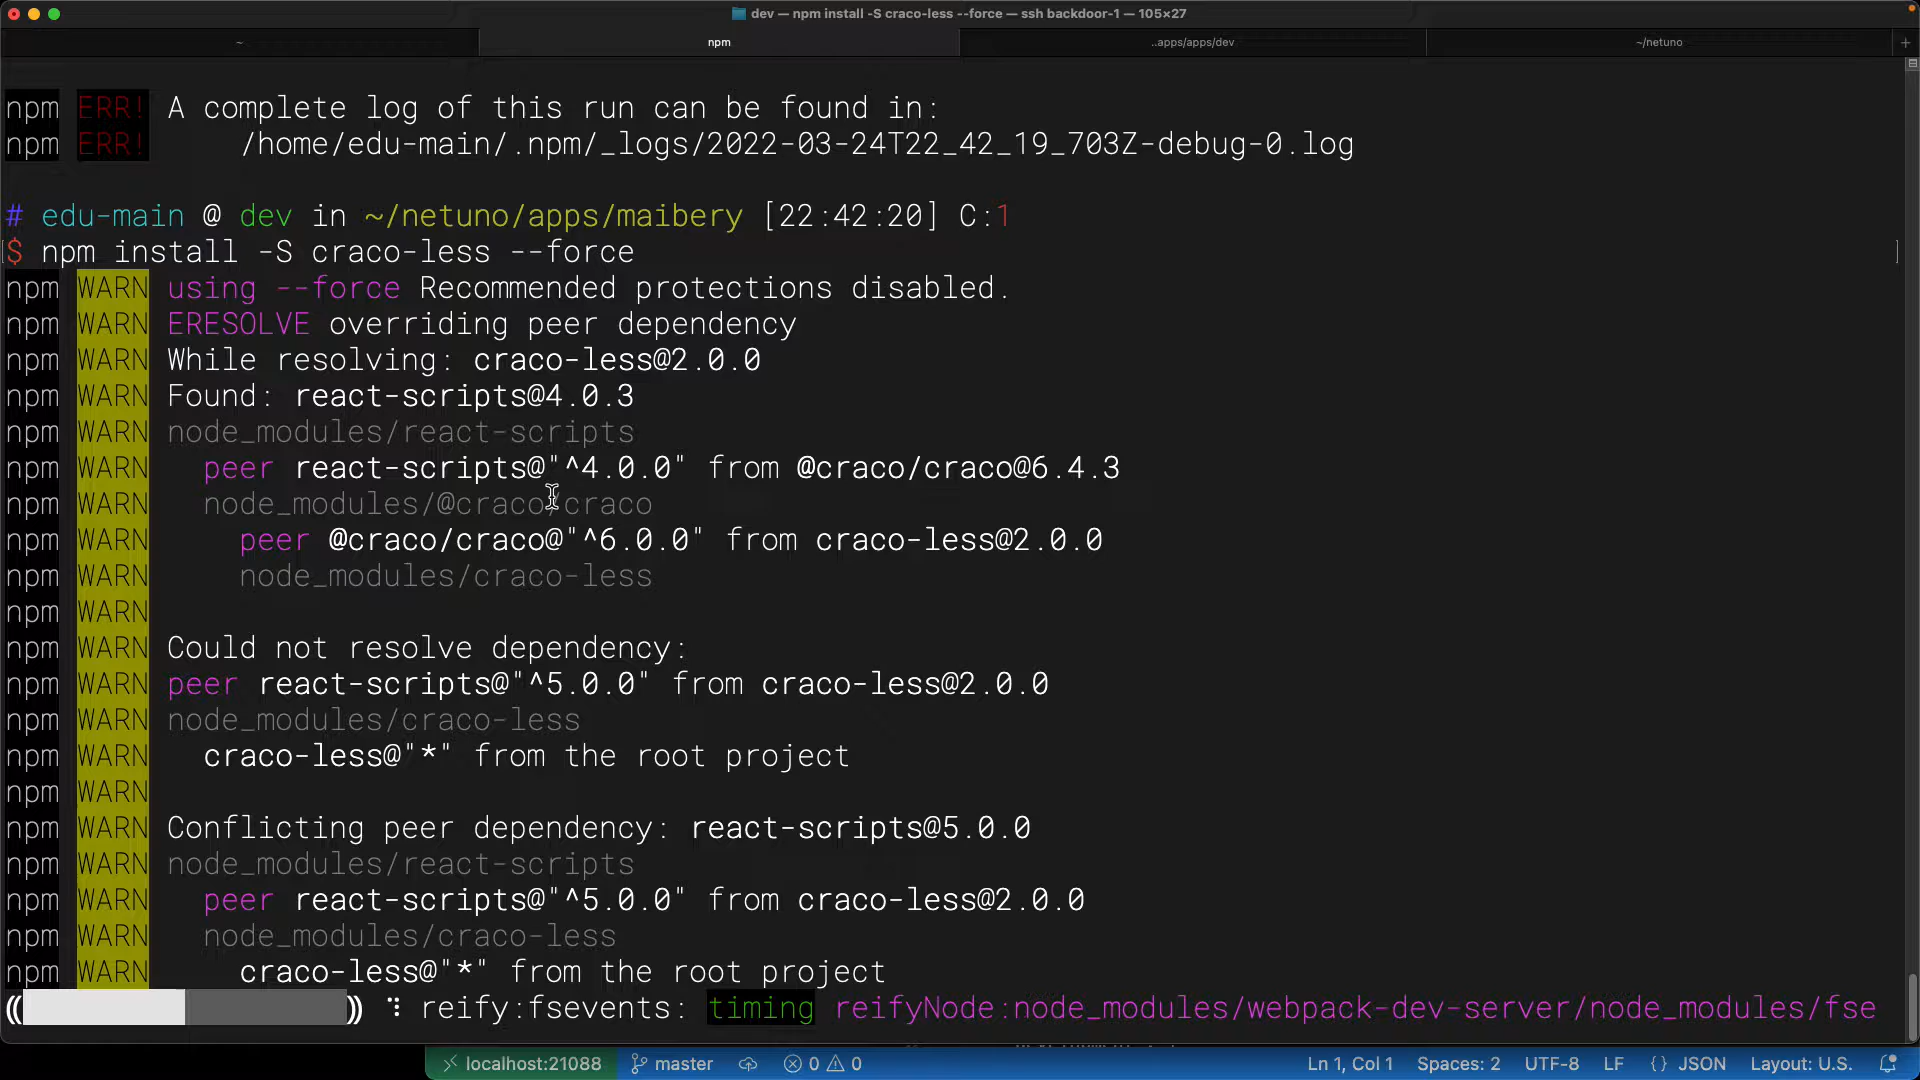 dev — npm install -S craco-less --force — ssh backdoor-1 — 105×27
~ npm ..apps/apps/dev ~/netuno +
npm ERR! A complete log of this run can be found in:
npm ERR!     /home/edu-main/.npm/_logs/2022-03-24T22_42_19_703Z-debug-0.log
# edu-main @ dev in ~/netuno/apps/maibery [22:42:20] C:1
$ npm install -S craco-less --force
npm WARN using --force Recommended protections disabled.
npm WARN ERESOLVE overriding peer dependency
npm WARN While resolving: craco-less@2.0.0
npm WARN Found: react-scripts@4.0.3
npm WARN node_modules/react-scripts
npm WARN   peer react-scripts@"^4.0.0" from @craco/craco@6.4.3
npm WARN   node_modules/@craco/craco
npm WARN     peer @craco/craco@"^6.0.0" from craco-less@2.0.0
npm WARN     node_modules/craco-less
npm WARN
npm WARN Could not resolve dependency:
npm WARN peer react-scripts@"^5.0.0" from craco-less@2.0.0
npm WARN node_modules/craco-less
npm WARN   craco-less@"*" from the root project
npm WARN
npm WARN Conflicting peer dependency: react-scripts@5.0.0
npm WARN node_modules/react-scripts
npm WARN   peer react-scripts@"^5.0.0" from craco-less@2.0.0
npm WARN   node_modules/craco-less
npm WARN     craco-less@"*" from the root project
reify:fsevents: timing reifyNode:node_modules/webpack-dev-server/node_modules/fse
localhost:21088 master 0 0 Ln 1, Col 1 Spaces: 2 UTF-8 LF {} JSON Layout: U.S.